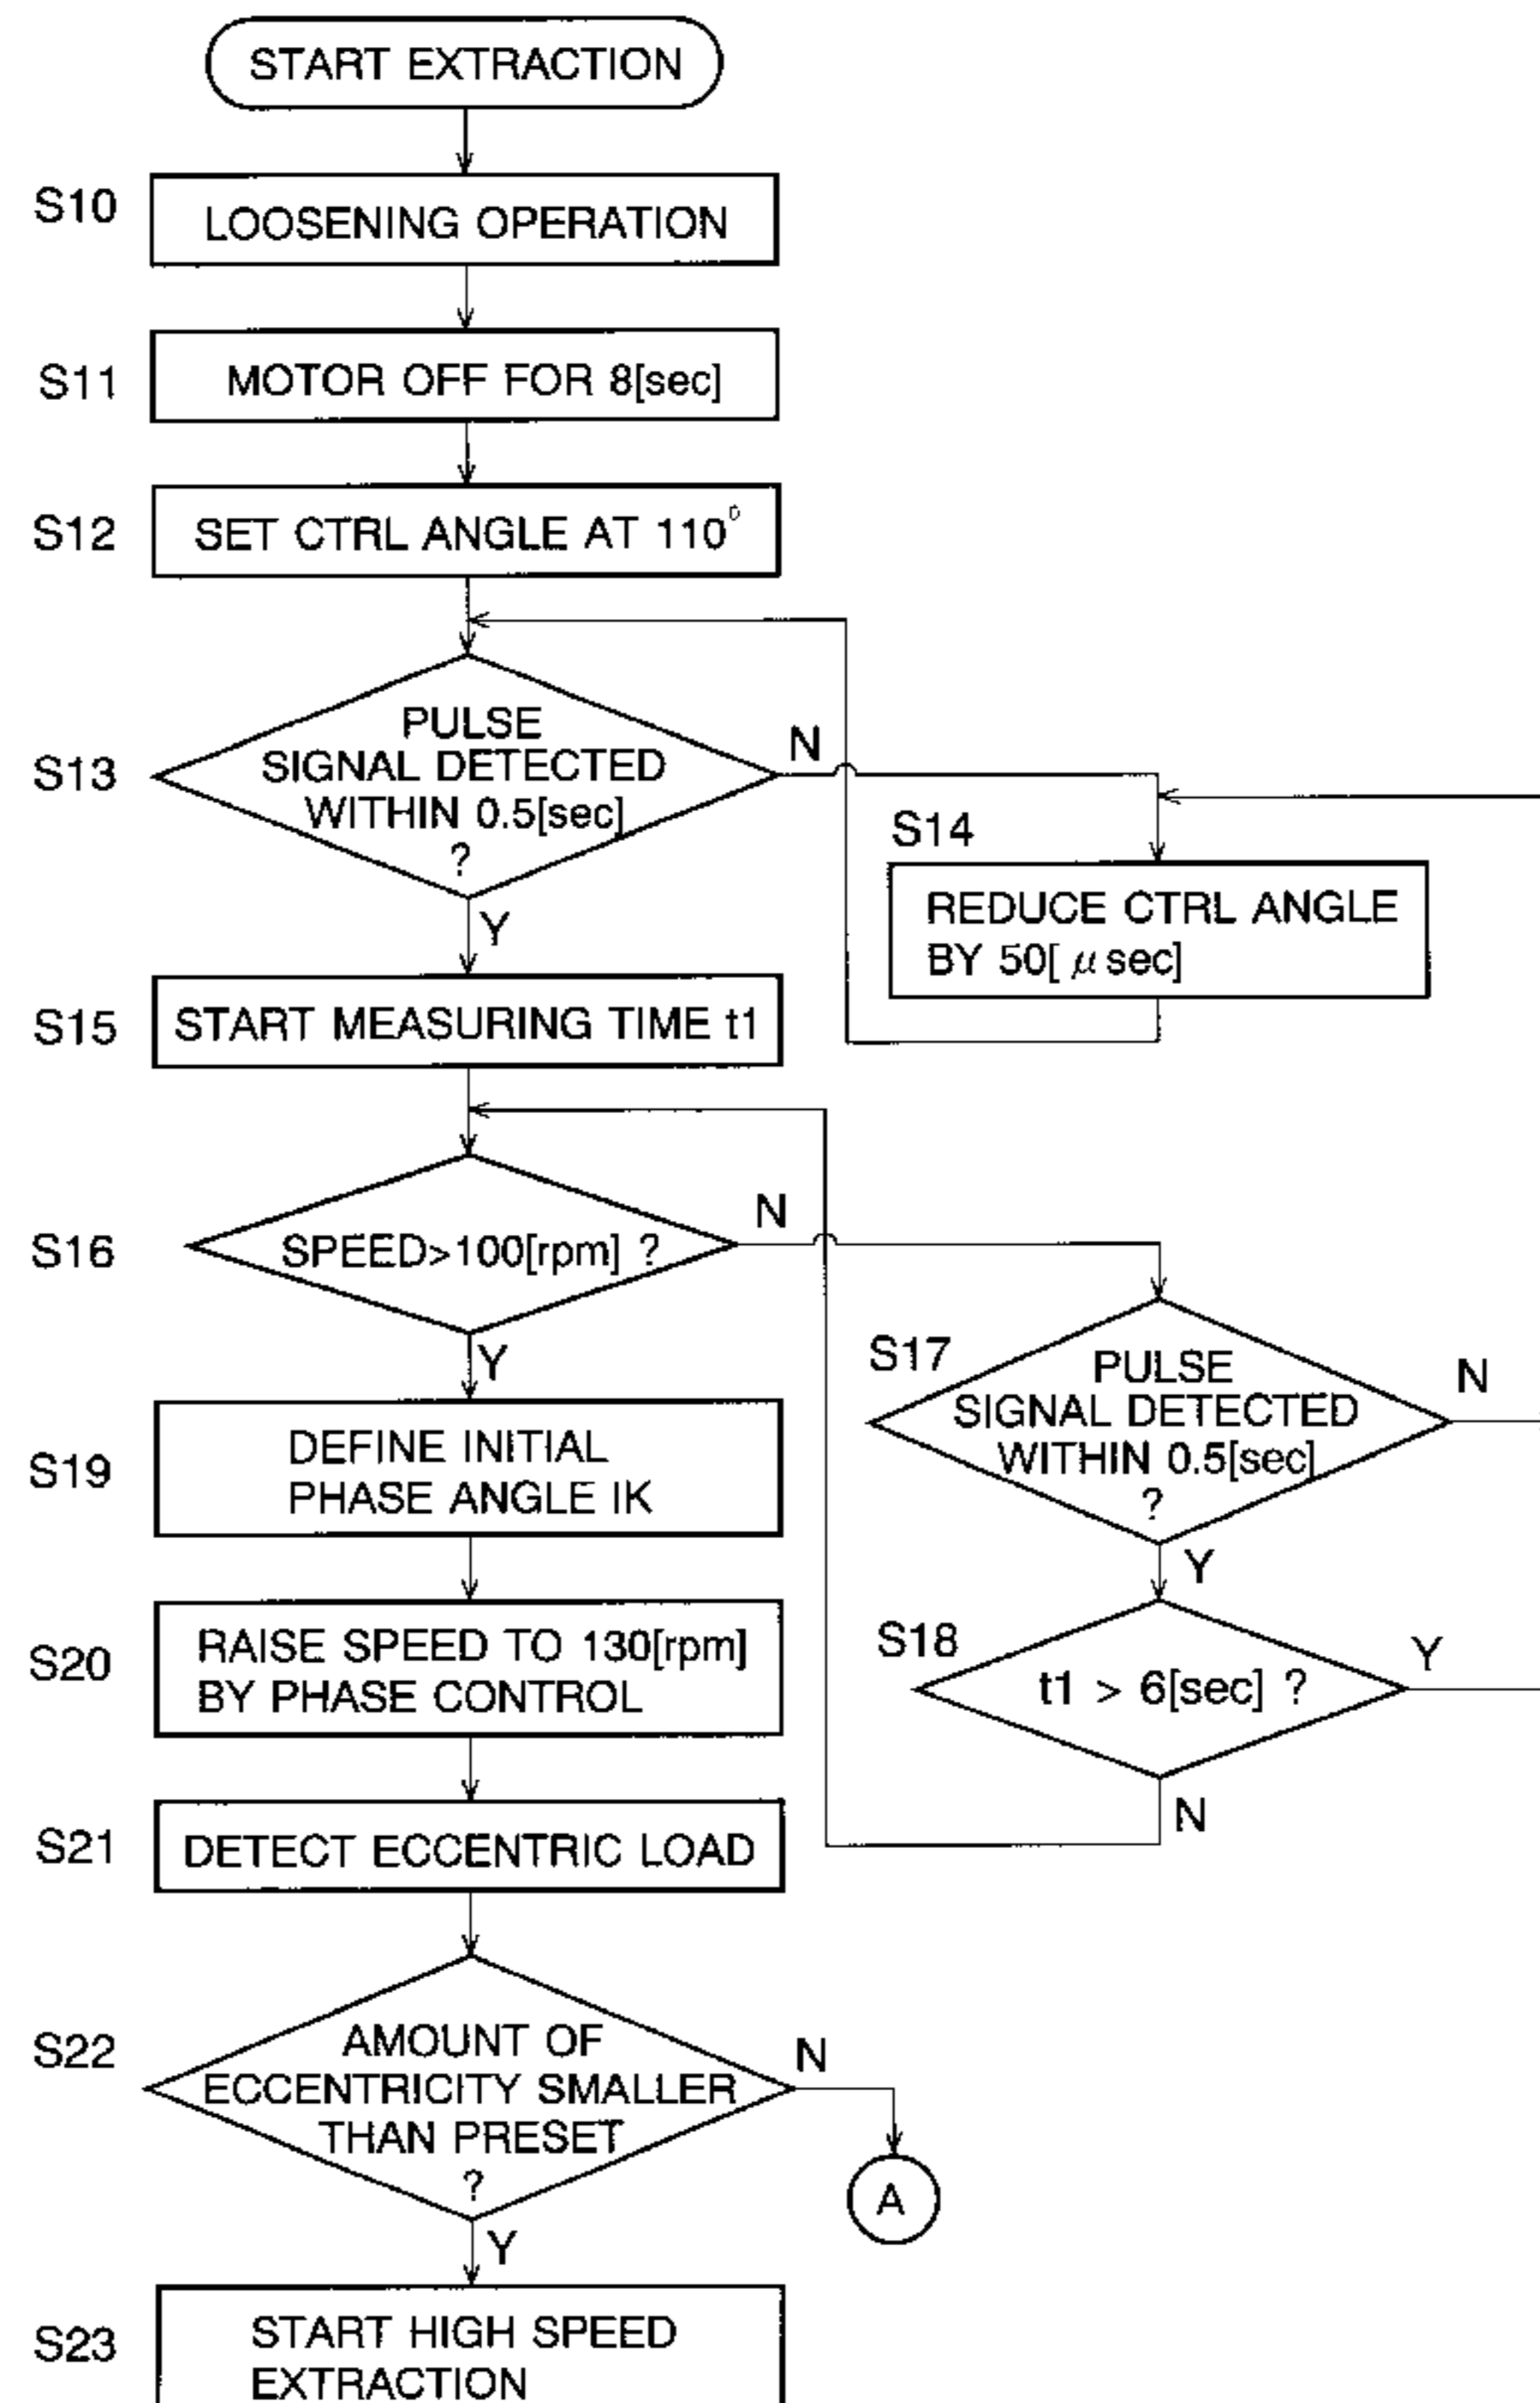 START EXTRACTION
S10
LOOSENING OPERATION
S11
MOTOR OFF FOR 8[sec]
S12
SET CTRL ANGLE AT 110°
S13
PULSE
SIGNAL DETECTED
WITHIN 0.5[sec]
?
N
Y
S14
REDUCE CTRL ANGLE
BY 50[ μ sec]
S15
START MEASURING TIME t1
S16
SPEED>100[rpm] ?
N
Y
S17
PULSE
SIGNAL DETECTED
WITHIN 0.5[sec]
?
N
Y
S18
t1 > 6[sec] ?
Y
N
S19
DEFINE INITIAL
PHASE ANGLE IK
S20
RAISE SPEED TO 130[rpm]
BY PHASE CONTROL
S21
DETECT ECCENTRIC LOAD
S22
AMOUNT OF
ECCENTRICITY SMALLER
THAN PRESET
?
N
A
Y
S23
START HIGH SPEED
EXTRACTION